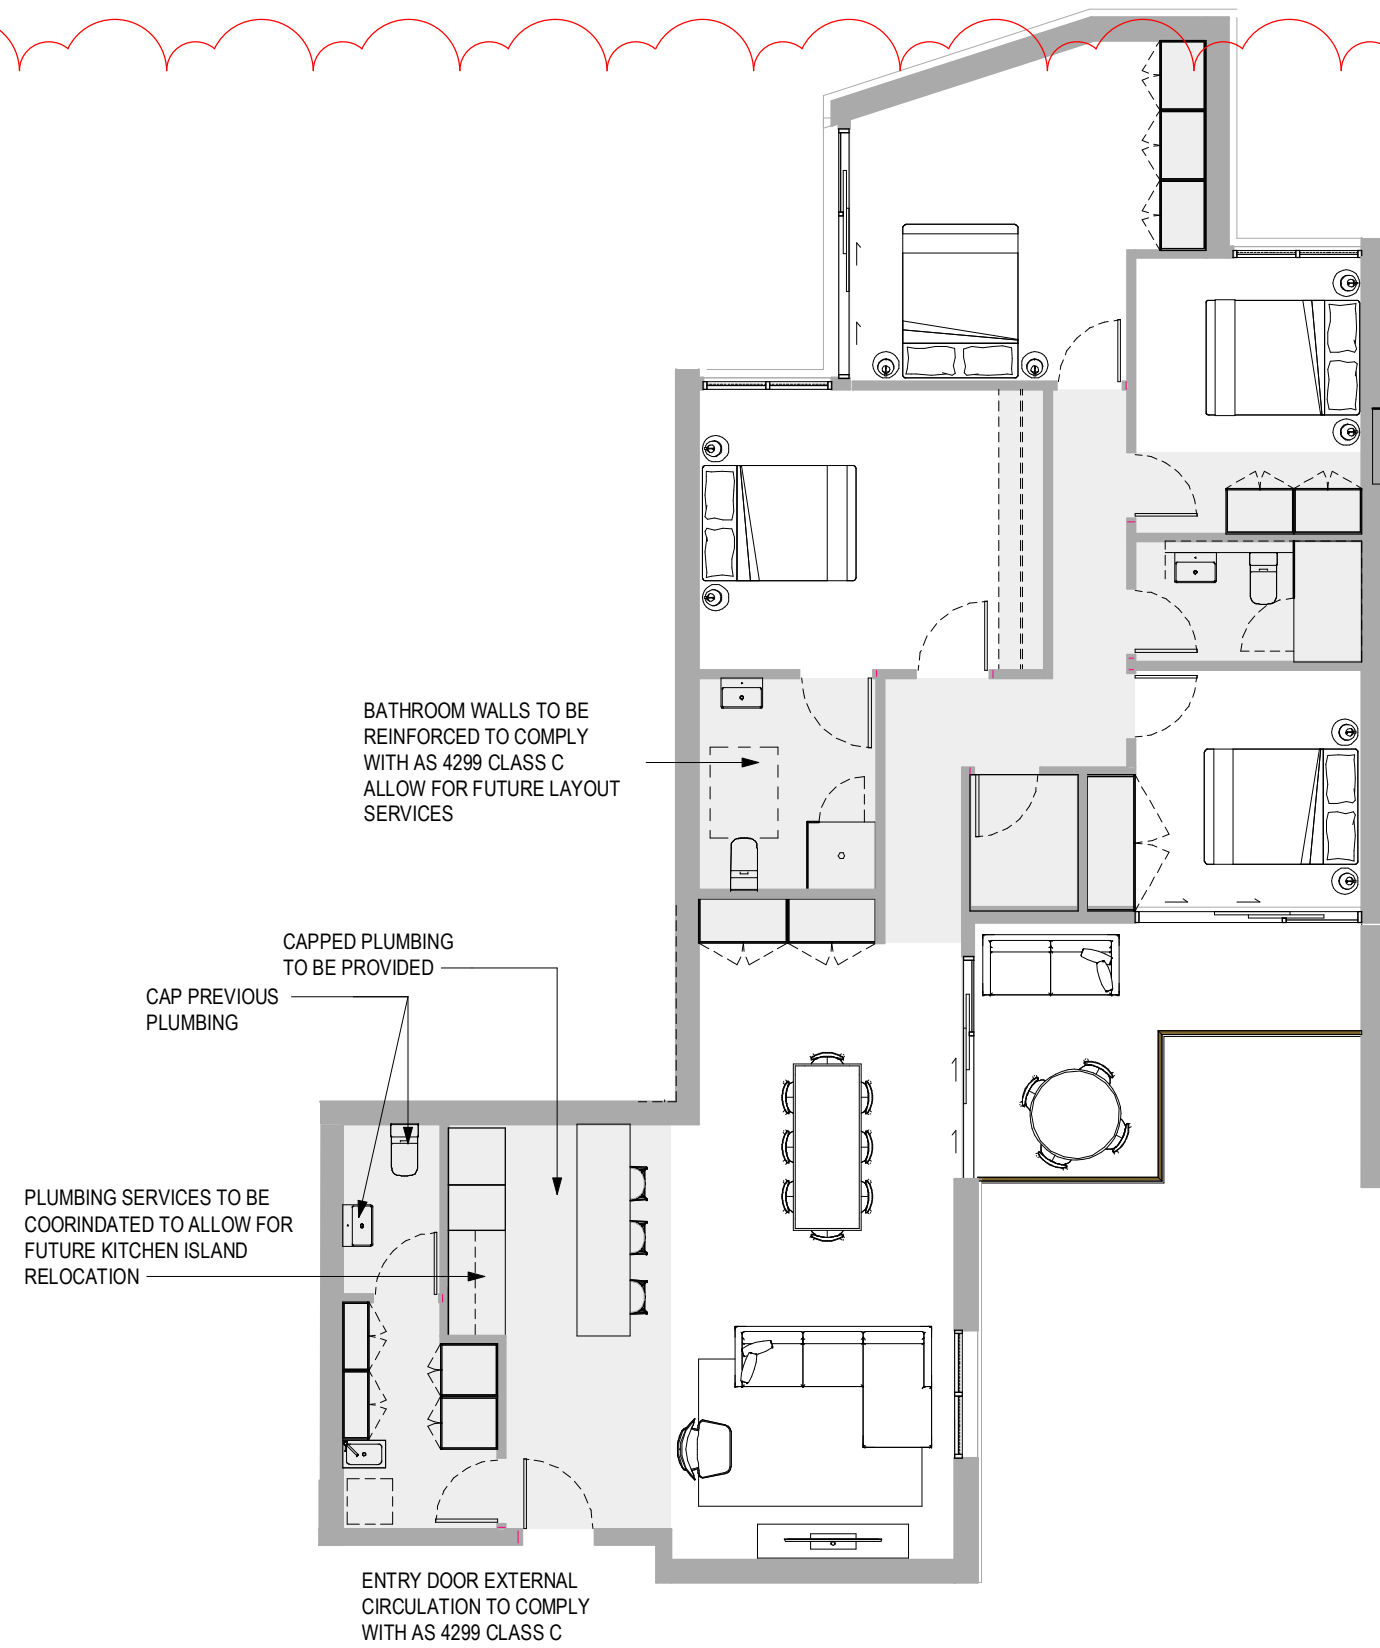 BATHROOM WALLS TO BE
REINFORCED TO COMPLY
WITH AS 4299 CLASS C
ALLOW FOR FUTURE LAYOUT
SERVICES
CAPPED PLUMBING
TO BE PROVIDED
CAP PREVIOUS
PLUMBING
PLUMBING SERVICES TO BE
COORINDATED TO ALLOW FOR
FUTURE KITCHEN ISLAND
RELOCATION
ENTRY DOOR EXTERNAL
CIRCULATION TO COMPLY
WITH AS 4299 CLASS C